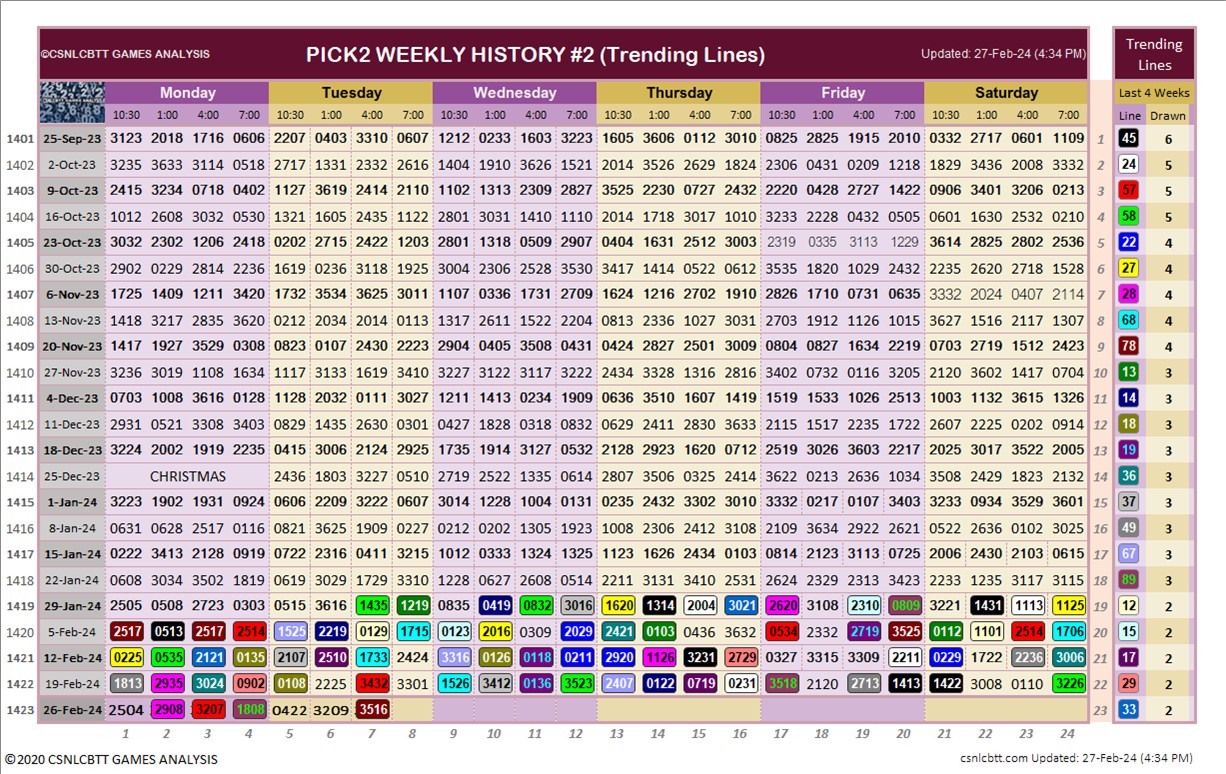 ©CSNLCBTT GAMES ANALYSIS PICK2 WEEKLY HISTORY #2 (Trending Lines) Updated: 27-Feb-24 (4:34 PM) Trending Lines
Monday Tuesday Wednesday Thursday Friday Saturday Last 4 Weeks
10:30 1:00 4:00 7:00 10:30 1:00 4:00 7:00 10:30 1:00 4:00 7:00 10:30 1:00 4:00 7:00 10:30 1:00 4:00 7:00 10:30 1:00 4:00 7:00 Line Drawn
1401 25-Sep-23 3123 2018 1716 0606 2207 0403 3310 0607 1212 0233 1603 3223 1605 3606 0112 3010 0825 2825 1915 2010 0332 2717 0601 1109 1 45 6
1402 2-Oct-23 3235 3633 3114 0518 2717 1331 2332 2616 1404 1910 3626 1521 2014 3526 2629 1824 2306 0431 0209 1218 1829 3436 2008 3332 2 24 5
1403 9-Oct-23 2415 3234 0718 0402 1127 3619 2414 2110 1102 1313 2309 2827 3525 2230 0727 2432 2220 0428 2727 1422 0906 3401 3206 0213 3 57 5
1404 16-Oct-23 1012 2608 3032 0530 1321 1605 2435 1122 2801 3031 1410 1110 2014 1718 3017 1010 3233 2228 0432 0505 0601 1630 2532 0210 4 58 5
1405 23-Oct-23 3032 2302 1206 2418 0202 2715 2422 1203 2801 1318 0509 2907 0404 1631 2512 3003 2319 0335 3113 1229 3614 2825 2802 2536 5 22 4
1406 30-Oct-23 2902 0229 2814 2236 1619 0236 3118 1925 3004 2306 2528 3530 3417 1414 0522 0612 3535 1820 1029 2432 2235 2620 2718 1528 6 27 4
1407 6-Nov-23 1725 1409 1211 3420 1732 3534 3625 3011 1107 0336 1731 2709 1624 1216 2702 1910 2826 1710 0731 0635 3332 2024 0407 2114 7 28 4
1408 13-Nov-23 1418 3217 2835 3620 0212 2034 2014 0113 1317 2611 1522 2204 0813 2336 1027 3031 2703 1912 1126 1015 3627 1516 2117 1307 8 68 4
1409 20-Nov-23 1417 1927 3529 0308 0823 0107 2430 2223 2904 0405 3508 0431 0424 2827 2501 3009 0804 0827 1634 2219 0703 2719 1512 2423 9 78 4
1410 27-Nov-23 3236 3019 1108 1634 1117 3133 1619 3410 3227 3122 3117 3222 2434 3328 1316 2816 3402 0732 0116 3205 2120 3602 1417 0704 10 13 3
1411 4-Dec-23 0703 1008 3616 0128 1128 2032 0111 3027 1211 1413 0234 1909 0636 3510 1607 1419 1519 1533 1026 2513 1003 1132 3615 1326 11 14 3
1412 11-Dec-23 2931 0521 3308 3403 0829 1435 2630 0301 0427 1828 0318 0832 0629 2411 2830 3633 2115 1517 2235 1722 2607 2225 0202 0914 12 18 3
1413 18-Dec-23 3224 2002 1919 2235 0415 3006 2124 2923 1735 1914 3127 0532 2128 2923 1620 0712 2519 3026 3603 2217 2025 3017 3522 2005 13 19 3
1414 25-Dec-23 CHRISTMAS 2436 1803 3227 0513 2719 2522 1335 0614 2807 3506 0325 2414 3622 0213 2636 1034 3508 2429 1823 2132 14 36 3
1415 1-Jan-24 3223 1902 1931 0924 0606 2209 3222 0607 3014 1228 1004 0131 0235 2432 3302 3010 3332 0217 0107 3403 3233 0934 3529 3601 15 37 3
1416 8-Jan-24 0631 0628 2517 0116 0821 3625 1909 0227 0212 0202 1305 1923 1008 2306 2412 3108 2109 3634 2922 2621 0522 2636 0102 3025 16 49 3
1417 15-Jan-24 0222 3413 2128 0919 0722 2316 0411 3215 1012 0333 1324 1325 1123 1626 2434 0103 0814 2123 3113 0725 2006 2430 2103 0615 17 67 3
1418 22-Jan-24 0608 3034 3502 1819 0619 3029 1729 3310 1228 0627 2608 0514 2211 3131 3410 2531 2624 2329 2313 3423 2233 1235 3117 3115 18 89 3
1419 29-Jan-24 2505 0508 2723 0303 0515 3616 1435 1219 0835 0419 0832 3016 1620 1314 2004 3021 2620 3108 2310 0809 3221 1431 1113 1125 19 12 2
1420 5-Feb-24 2517 0513 2517 2514 1525 2219 0129 1715 0123 2016 0309 2029 2421 0103 0436 3632 0534 2332 2719 3525 0112 1101 2514 1706 20 15 2
1421 12-Feb-24 0225 0535 2121 0135 2107 2510 1733 2424 3316 0126 0118 0211 2920 1126 3231 2729 0327 3315 3309 2211 0229 1722 2236 3006 21 17 2
1422 19-Feb-24 1813 2935 3024 0902 0108 2225 3432 3301 1526 3412 0136 3523 2407 0122 0719 0231 3518 2120 2713 1413 1422 3008 0110 3226 22 29 2
1423 26-Feb-24 2504 2908 3207 1808 0422 3209 3516 23 33 2
1 2 3 4 5 6 7 8 9 10 11 12 13 14 15 16 17 18 19 20 21 22 23 24
©2020 CSNLCBTT GAMES ANALYSIS csnlcbtt.com Updated: 27-Feb-24 (4:34 PM)